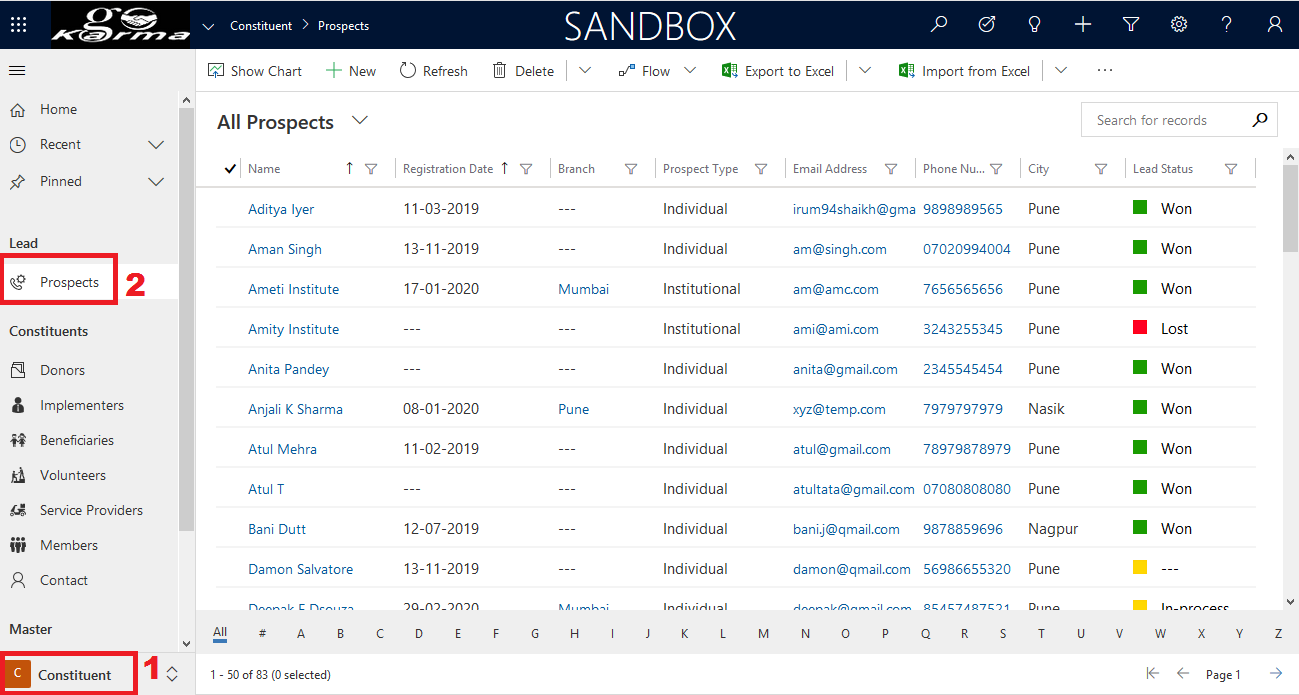 go karma
Constituent > Prospects
SANDBOX
Show Chart New Refresh Delete Flow Export to Excel Import from Excel ...
Home
Recent
Pinned
Lead
Prospects 2
Constituents
Donors
Implementers
Beneficiaries
Volunteers
Service Providers
Members
Contact
Master
C Constituent 1
All Prospects
Search for records
Name Registration Date Branch Prospect Type Email Address Phone Nu... City Lead Status
Aditya Iyer 11-03-2019 --- Individual irum94shaikh@gma 9898989565 Pune Won
Aman Singh 13-11-2019 --- Individual am@singh.com 07020994004 Pune Won
Ameti Institute 17-01-2020 Mumbai Institutional am@amc.com 7656565656 Pune Won
Amity Institute --- --- Institutional ami@ami.com 3243255345 Pune Lost
Anita Pandey --- --- Individual anita@gmail.com 2345545454 Pune Won
Anjali K Sharma 08-01-2020 Pune Individual xyz@temp.com 7979797979 Nasik Won
Atul Mehra 11-02-2019 --- Individual atul@gmail.com 78979878979 Pune Won
Atul T --- --- Individual atultata@gmail.com 07080808080 Pune Won
Bani Dutt 12-07-2019 --- Individual bani.j@qmail.com 9878859696 Nagpur Won
Damon Salvatore 13-11-2019 --- Individual damon@qmail.com 56986655320 Pune ---
Deepak F Dsouza 29-02-2020 Mumbai Individual deepak@gmail.com 85457487521 Pune In-process
All # A B C D E F G H I J K L M N O P Q R S T U V W X Y Z
1 - 50 of 83 (0 selected) Page 1